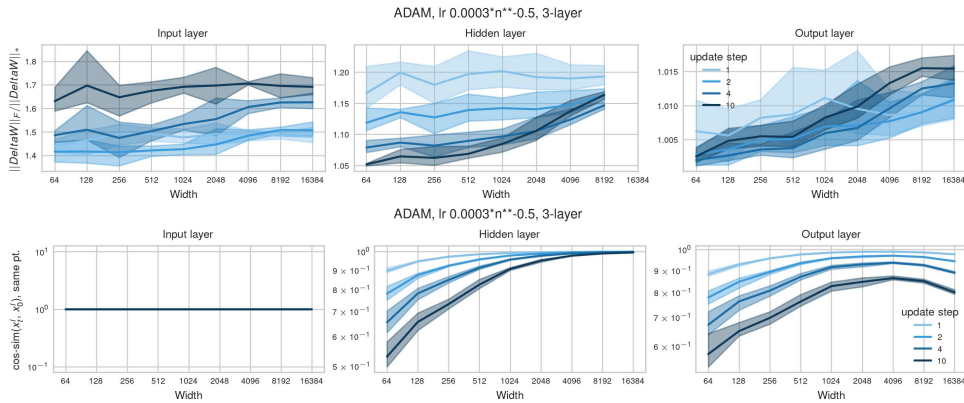 ADAM, lr 0.0003*n**-0.5, 3-layer
Input layer
Hidden layer
Output layer
||DeltaW||_F/||DeltaW||_*
1.8
1.7
1.6
1.5
1.4
64 128 256 512 1024 2048 4096 8192 16384
Width
1.20
1.15
1.10
1.05
64 128 256 512 1024 2048 4096 8192 16384
Width
1.015
1.010
1.005
1.000
update step
1
2
4
10
64 128 256 512 1024 2048 4096 8192 16384
Width
ADAM, lr 0.0003*n**-0.5, 3-layer
Input layer
Hidden layer
Output layer
cos-sim(x_t^l, x_0^l), same pt.
10^1
10^0
10^-1
64 128 256 512 1024 2048 4096 8192 16384
Width
10^0
9 × 10^-1
8 × 10^-1
7 × 10^-1
6 × 10^-1
5 × 10^-1
64 128 256 512 1024 2048 4096 8192 16384
Width
10^0
9 × 10^-1
8 × 10^-1
7 × 10^-1
6 × 10^-1
update step
1
2
4
10
64 128 256 512 1024 2048 4096 8192 16384
Width